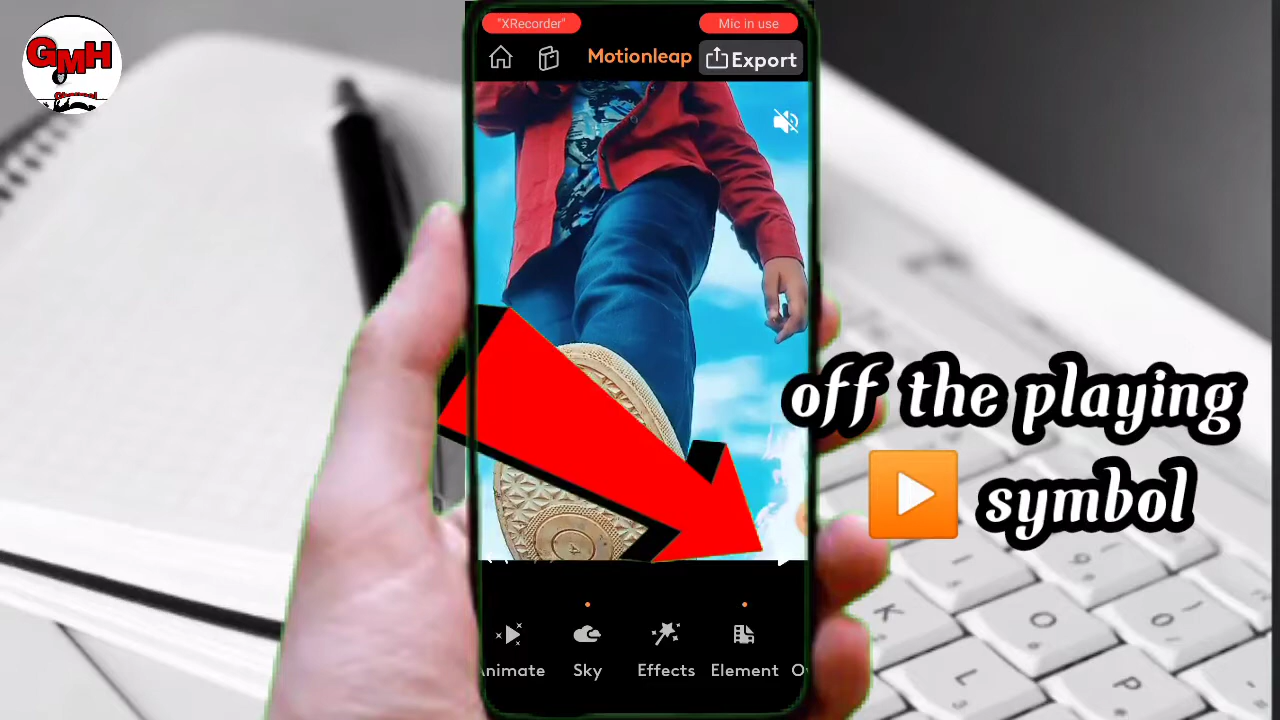 GMH
"XRecorder"
Mic in use
Motionleap
Export
off the playing
symbol
Animate
Sky
Effects
Element